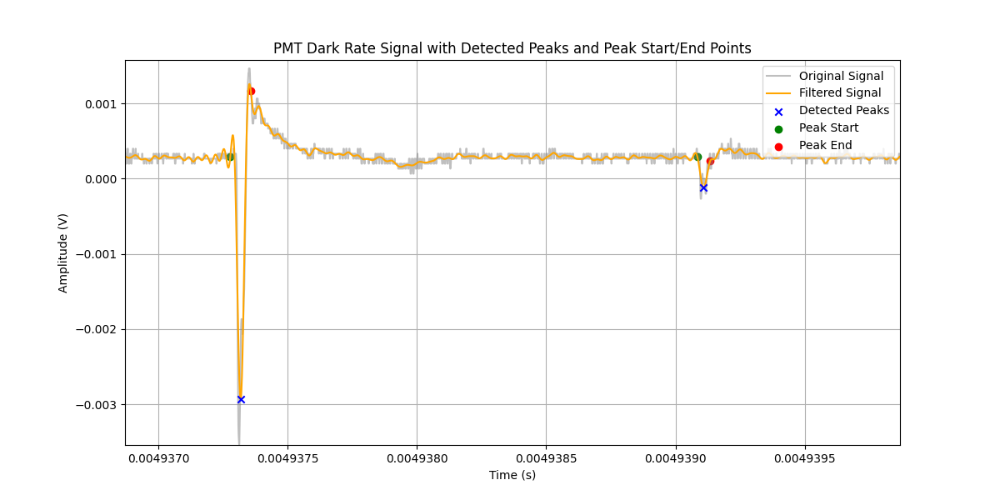 PMT Dark Rate Signal with Detected Peaks and Peak Start/End Points
Original Signal
Filtered Signal
Detected Peaks
Peak Start
Peak End
0.001
0.000
−0.001
−0.002
−0.003
Amplitude (V)
0.0049370
0.0049375
0.0049380
0.0049385
0.0049390
0.0049395
Time (s)